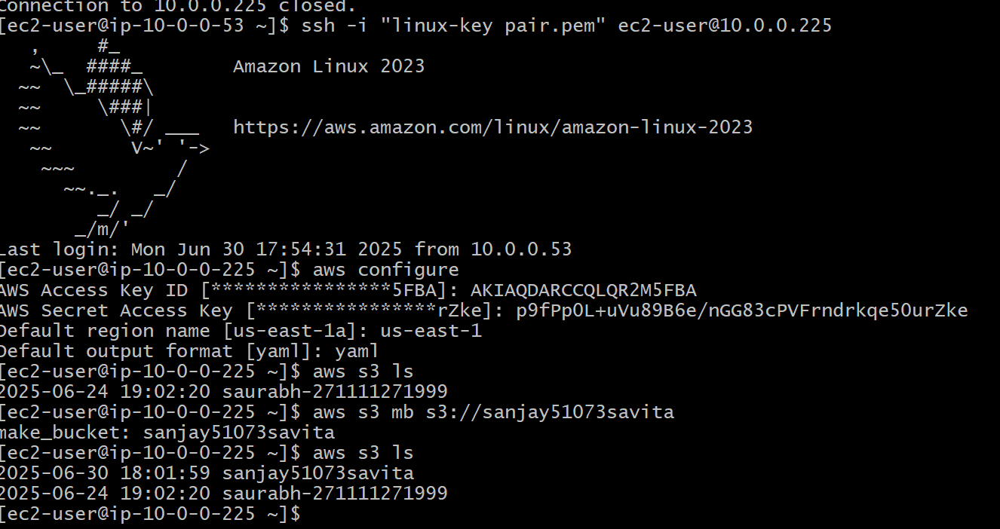 Connection to 10.0.0.225 closed.
[ec2-user@ip-10-0-0-53 ~]$ ssh -i "linux-key pair.pem" ec2-user@10.0.0.225
   ,     #_
   ~\_  ####_        Amazon Linux 2023
  ~~  \_#####\
  ~~     \###|
  ~~       \#/ ___   https://aws.amazon.com/linux/amazon-linux-2023
   ~~       V~' '->
    ~~~         /
      ~~._.   _/
         _/ _/
       _/m/'
Last login: Mon Jun 30 17:54:31 2025 from 10.0.0.53
[ec2-user@ip-10-0-0-225 ~]$ aws configure
AWS Access Key ID [****************5FBA]: AKIAQDARCCQLQR2M5FBA
AWS Secret Access Key [****************rZke]: 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
Default region name [us-east-1a]: us-east-1
Default output format [yaml]: yaml
[ec2-user@ip-10-0-0-225 ~]$ aws s3 ls
2025-06-24 19:02:20 saurabh-271111271999
[ec2-user@ip-10-0-0-225 ~]$ aws s3 mb s3://sanjay51073savita
make_bucket: sanjay51073savita
[ec2-user@ip-10-0-0-225 ~]$ aws s3 ls
2025-06-30 18:01:59 sanjay51073savita
2025-06-24 19:02:20 saurabh-271111271999
[ec2-user@ip-10-0-0-225 ~]$